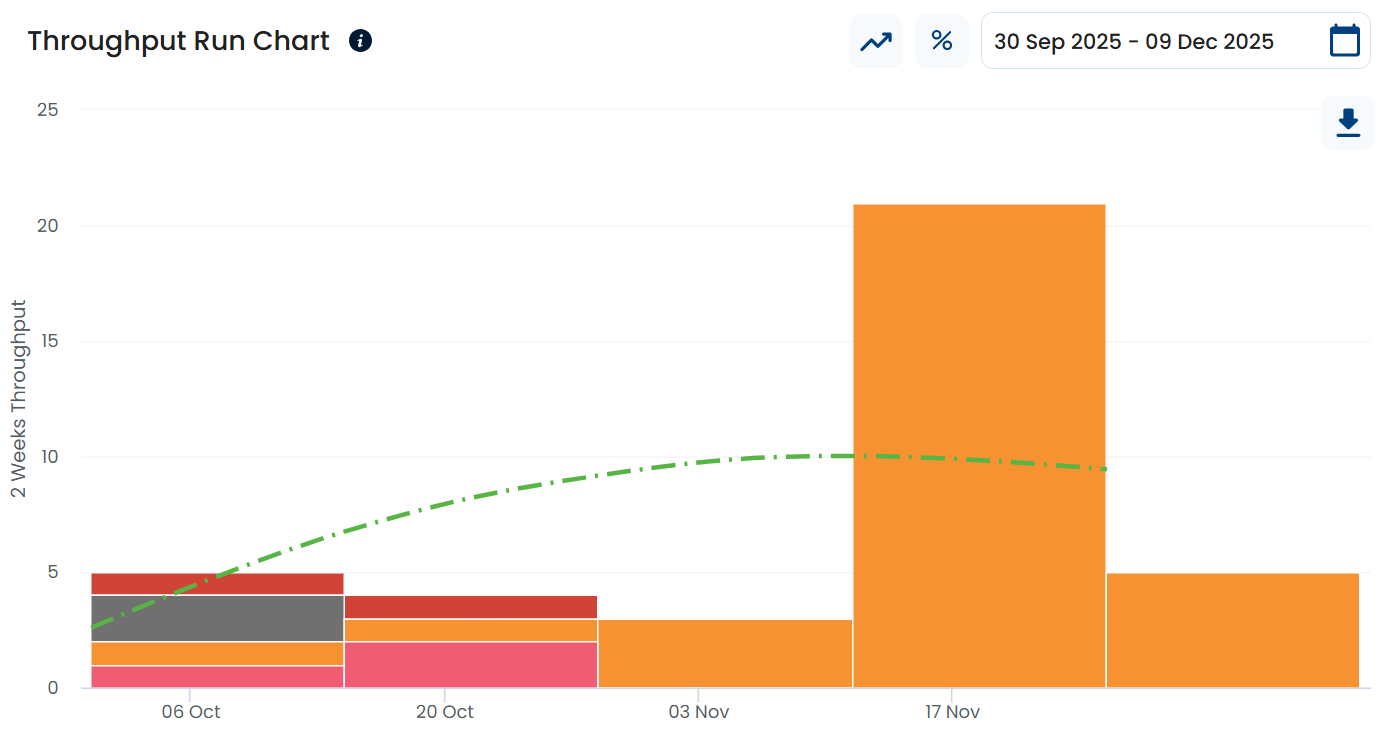 Throughput Run Chart
%
30 Sep 2025 - 09 Dec 2025
25
20
15
10
5
0
2 Weeks Throughput
06 Oct
20 Oct
03 Nov
17 Nov